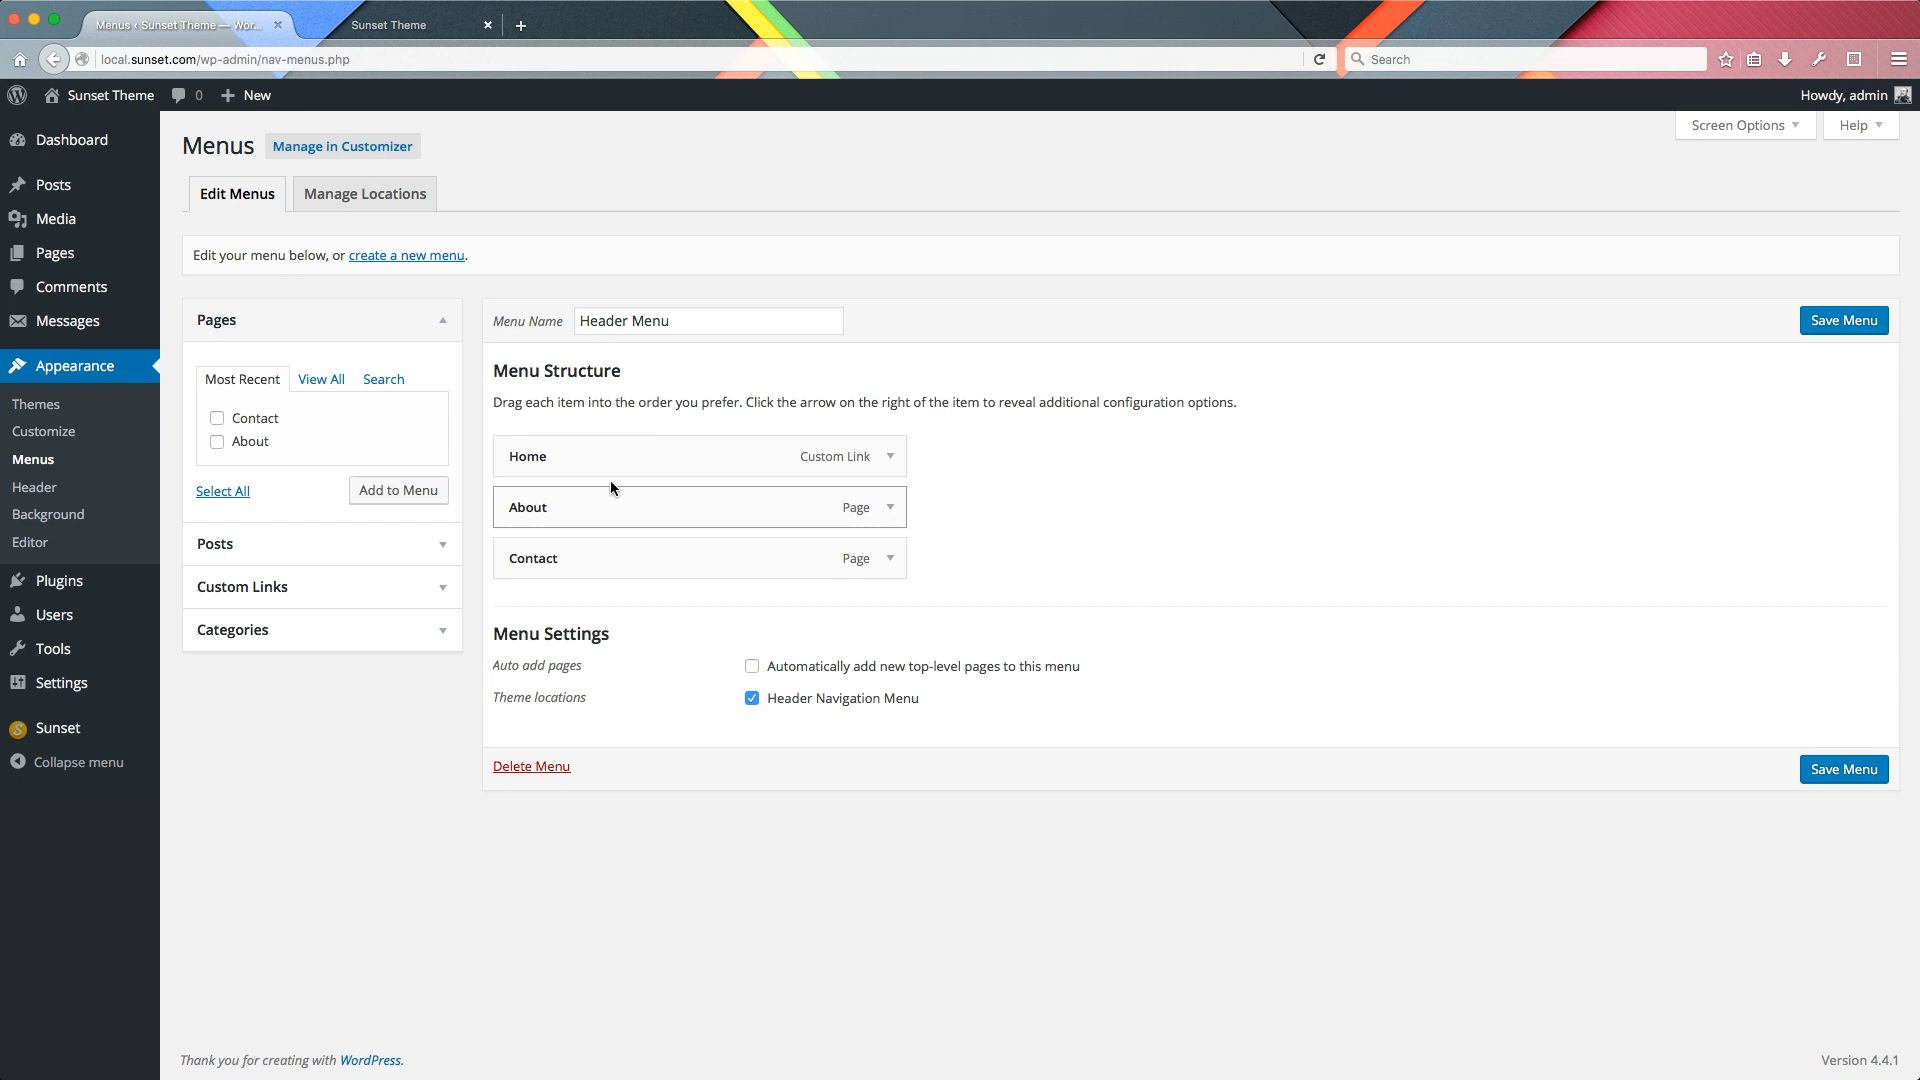 Menus ‹ Sunset Theme — Wor...
Sunset Theme
local.sunset.com/wp-admin/nav-menus.php
Search
Sunset Theme
0
New
Howdy, admin
Screen Options
Help
Dashboard
Posts
Media
Pages
Comments
Messages
Appearance
Themes
Customize
Menus
Header
Background
Editor
Plugins
Users
Tools
Settings
Sunset
Collapse menu
Menus
Manage in Customizer
Edit Menus
Manage Locations
Edit your menu below, or create a new menu.
Pages
Most Recent
View All
Search
Contact
About
Select All
Add to Menu
Posts
Custom Links
Categories
Menu Name
Header Menu
Save Menu
Menu Structure
Drag each item into the order you prefer. Click the arrow on the right of the item to reveal additional configuration options.
Home
Custom Link
About
Page
Contact
Page
Menu Settings
Auto add pages
Automatically add new top-level pages to this menu
Theme locations
Header Navigation Menu
Delete Menu
Save Menu
Thank you for creating with WordPress.
Version 4.4.1